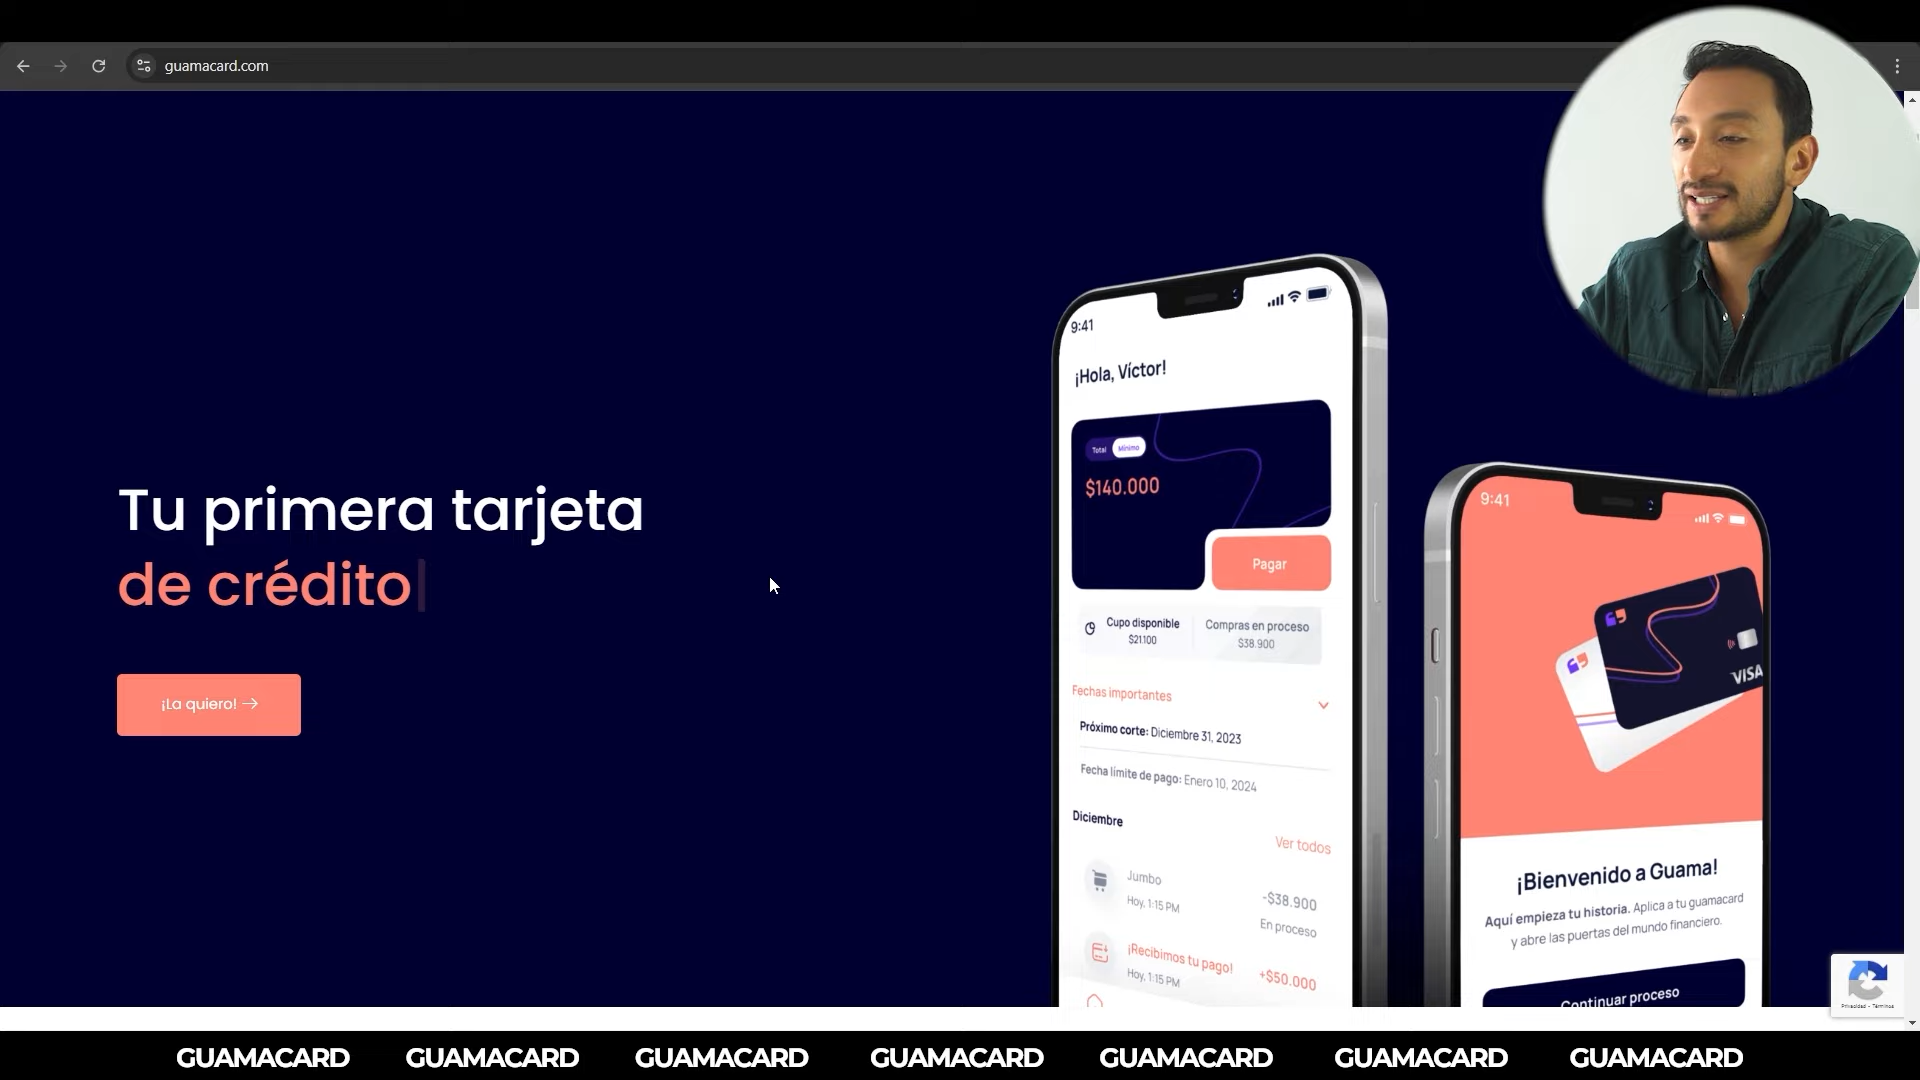 guamacard.com
Tu primera tarjeta
de crédito
¡La quiero! →
9:41
¡Hola, Víctor!
Total Mínimo
$140.000
Pagar
Cupo disponible
$21.100
Compras en proceso
$38.900
Fechas importantes
Próximo corte: Diciembre 31, 2023
Fecha límite de pago: Enero 10, 2024
Diciembre
Ver todos
Jumbo
Hoy, 1:15 PM
-$38.900
En proceso
¡Recibimos tu pago!
Hoy, 1:15 PM
+$50.000
9:41
VISA
¡Bienvenido a Guama!
Aquí empieza tu historia. Aplica a tu guamacard
y abre las puertas del mundo financiero.
Continuar proceso
Privacidad - Términos
GUAMACARD GUAMACARD GUAMACARD GUAMACARD GUAMACARD GUAMACARD GUAMACARD